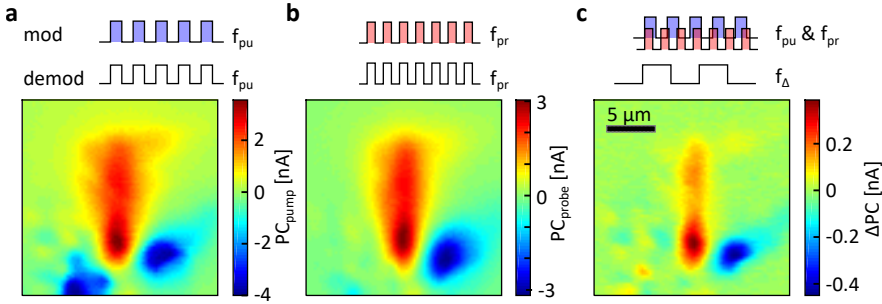 a
mod
f_pu
demod
f_pu
2
0
-2
-4
PC_pump [nA]
b
f_pr
f_pr
3
0
-3
PC_probe [nA]
c
f_pu & f_pr
f_Δ
5 µm
0.2
0.0
-0.2
-0.4
ΔPC [nA]